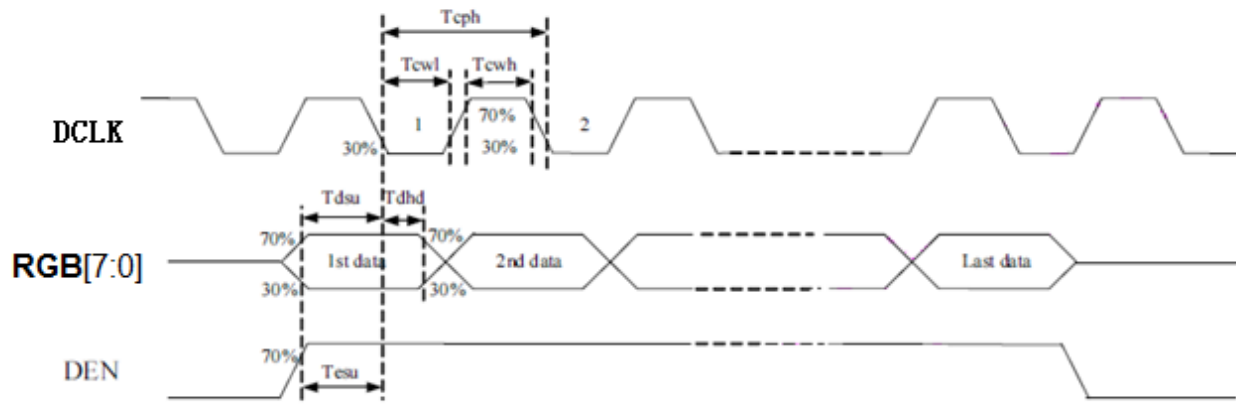 Tcph
Tcwl Tcwh
DCLK 30% 1 70% 30% 2
Tdsu Tdhd
RGB[7:0] 70% 30% 1st data 70% 30% 2nd data Last data
DEN 70% Tesu